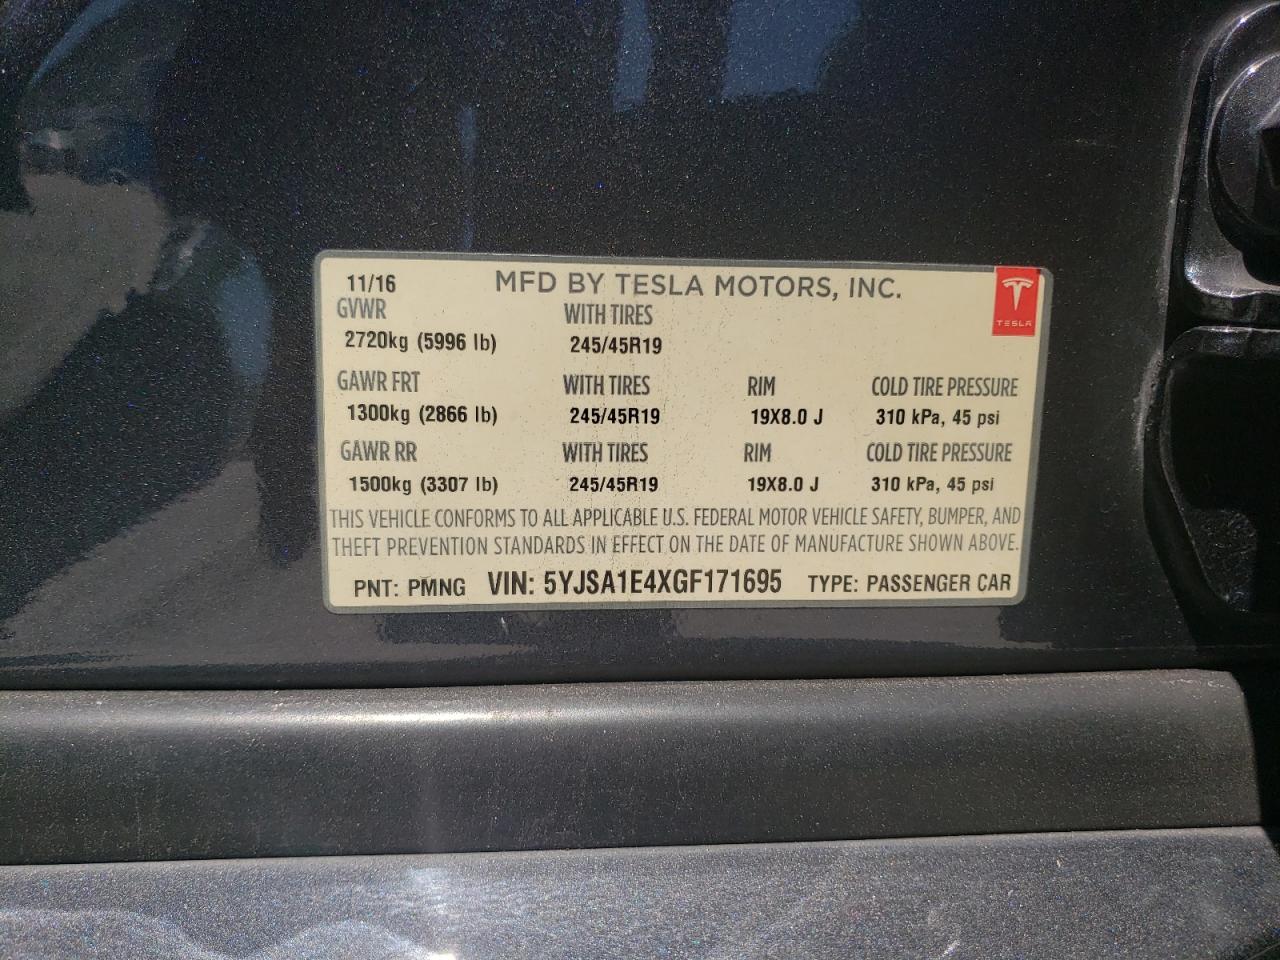 11/16 MFD BY TESLA MOTORS, INC.
TESLA
GVWR WITH TIRES
2720kg (5996 lb) 245/45R19
GAWR FRT WITH TIRES RIM COLD TIRE PRESSURE
1300kg (2866 lb) 245/45R19 19X8.0 J 310 kPa, 45 psi
GAWR RR WITH TIRES RIM COLD TIRE PRESSURE
1500kg (3307 lb) 245/45R19 19X8.0 J 310 kPa, 45 psi
THIS VEHICLE CONFORMS TO ALL APPLICABLE U.S. FEDERAL MOTOR VEHICLE SAFETY, BUMPER, AND
THEFT PREVENTION STANDARDS IN EFFECT ON THE DATE OF MANUFACTURE SHOWN ABOVE.
PNT: PMNG VIN: 5YJSA1E4XGF171695 TYPE: PASSENGER CAR